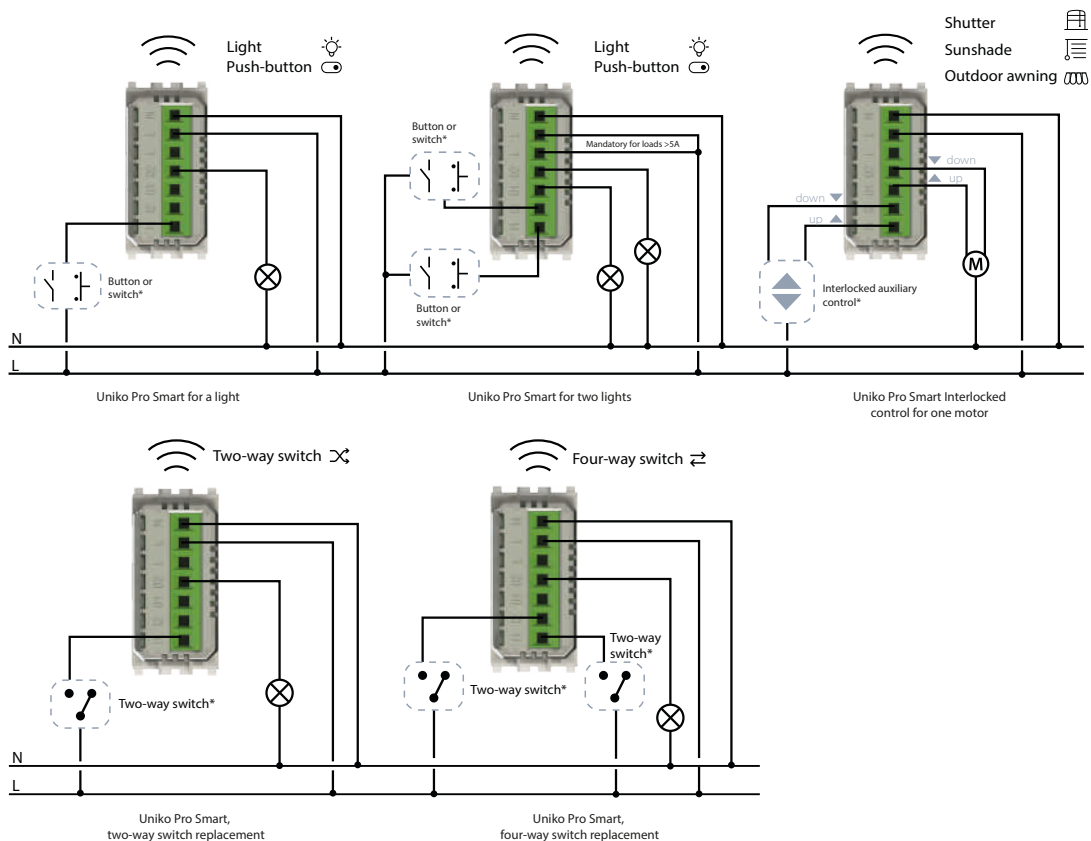 Light
Push-button
Button or
switch*
N
L
Uniko Pro Smart for a light
Light
Push-button
Button or
switch*
Mandatory for loads >5A
Button or
switch*
Uniko Pro Smart for two lights
Shutter
Sunshade
Outdoor awning
down
up
down
up
M
Interlocked auxiliary
control*
Uniko Pro Smart Interlocked
control for one motor
Two-way switch
Two-way switch*
N
L
Uniko Pro Smart,
two-way switch replacement
Four-way switch
Two-way
switch*
Two-way switch*
Uniko Pro Smart,
four-way switch replacement